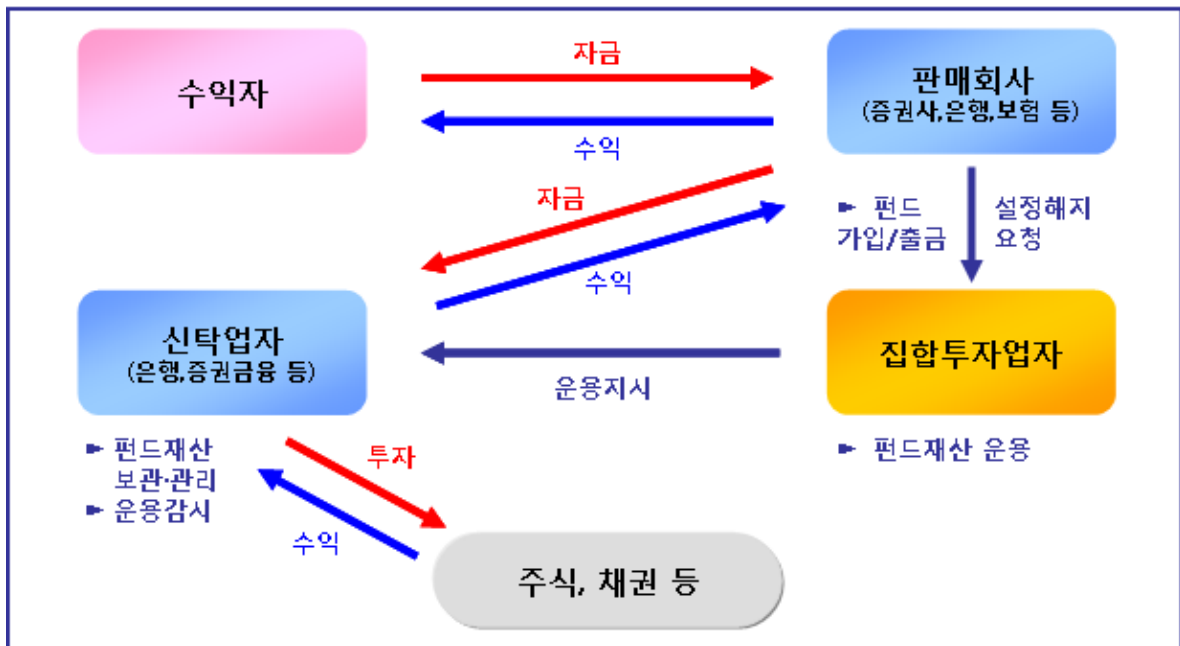 자금
수익자
판매회사
(증권사,은행,보험 등)
수익
자금
► 펀드
가입/출금
설정해지
요청
수익
신탁업자
(은행,증권금융 등)
집합투자업자
운용지시
► 펀드재산
보관·관리
► 운용감시
투자
► 펀드재산 운용
수익
주식, 채권 등